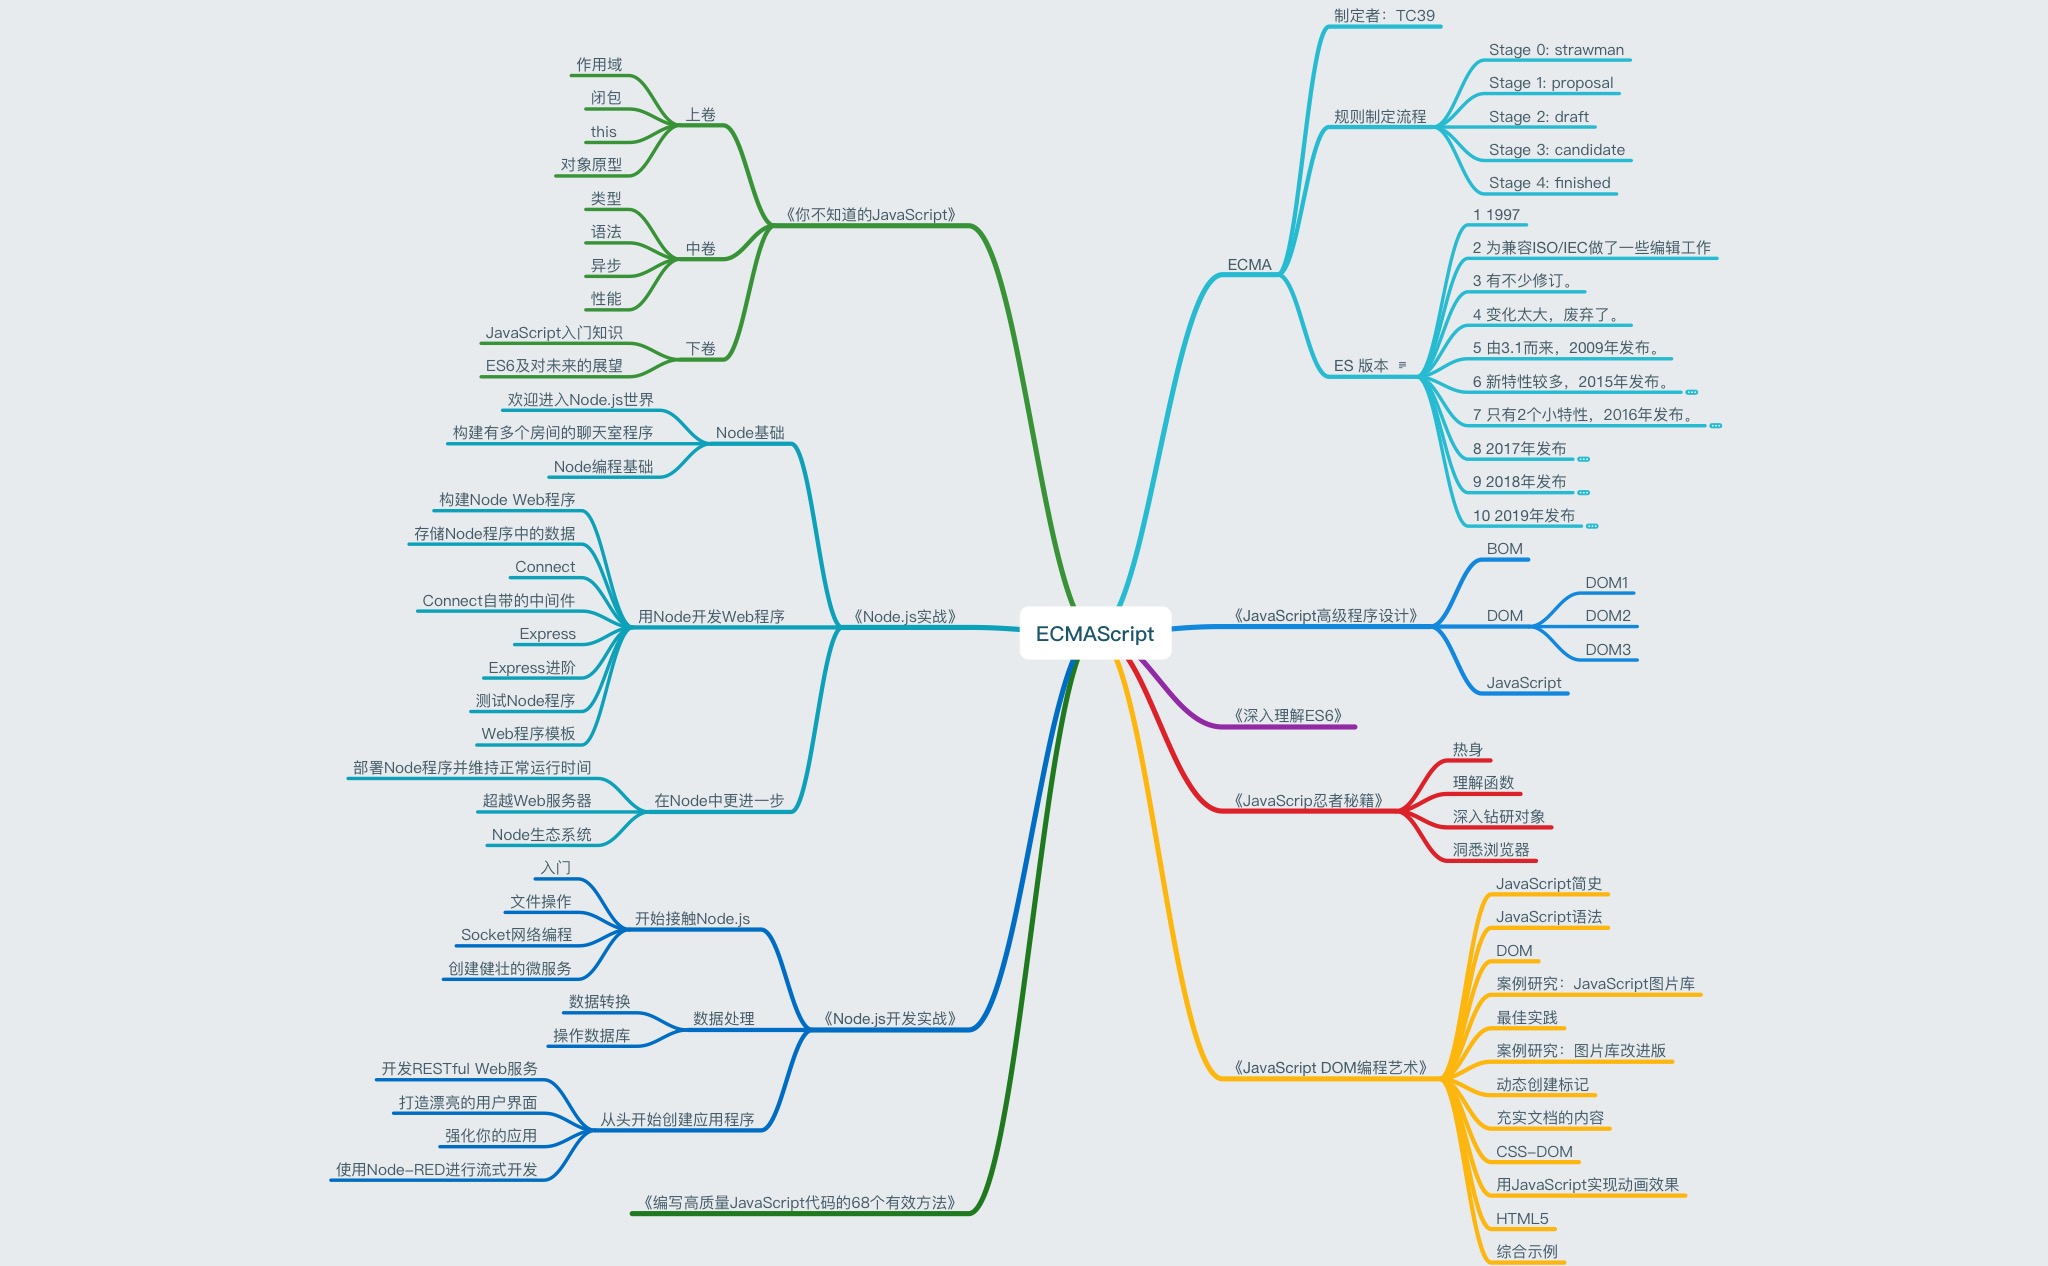 ECMAScript
ECMA
制定者：TC39
规则制定流程
Stage 0: strawman
Stage 1: proposal
Stage 2: draft
Stage 3: candidate
Stage 4: finished
ES 版本
1 1997
2 为兼容ISO/IEC做了一些编辑工作
3 有不少修订。
4 变化太大，废弃了。
5 由3.1而来，2009年发布。
6 新特性较多，2015年发布。
7 只有2个小特性，2016年发布。
8 2017年发布
9 2018年发布
10 2019年发布
《JavaScript高级程序设计》
BOM
DOM
DOM1
DOM2
DOM3
JavaScript
《深入理解ES6》
《JavaScrip忍者秘籍》
热身
理解函数
深入钻研对象
洞悉浏览器
《JavaScript DOM编程艺术》
JavaScript简史
JavaScript语法
DOM
案例研究：JavaScript图片库
最佳实践
案例研究：图片库改进版
动态创建标记
充实文档的内容
CSS-DOM
用JavaScript实现动画效果
HTML5
综合示例
《你不知道的JavaScript》
上卷
作用域
闭包
this
对象原型
中卷
类型
语法
异步
性能
下卷
JavaScript入门知识
ES6及对未来的展望
《Node.js实战》
Node基础
欢迎进入Node.js世界
构建有多个房间的聊天室程序
Node编程基础
用Node开发Web程序
构建Node Web程序
存储Node程序中的数据
Connect
Connect自带的中间件
Express
Express进阶
测试Node程序
Web程序模板
在Node中更进一步
部署Node程序并维持正常运行时间
超越Web服务器
Node生态系统
《Node.js开发实战》
开始接触Node.js
入门
文件操作
Socket网络编程
创建健壮的微服务
数据处理
数据转换
操作数据库
从头开始创建应用程序
开发RESTful Web服务
打造漂亮的用户界面
强化你的应用
使用Node-RED进行流式开发
《编写高质量JavaScript代码的68个有效方法》